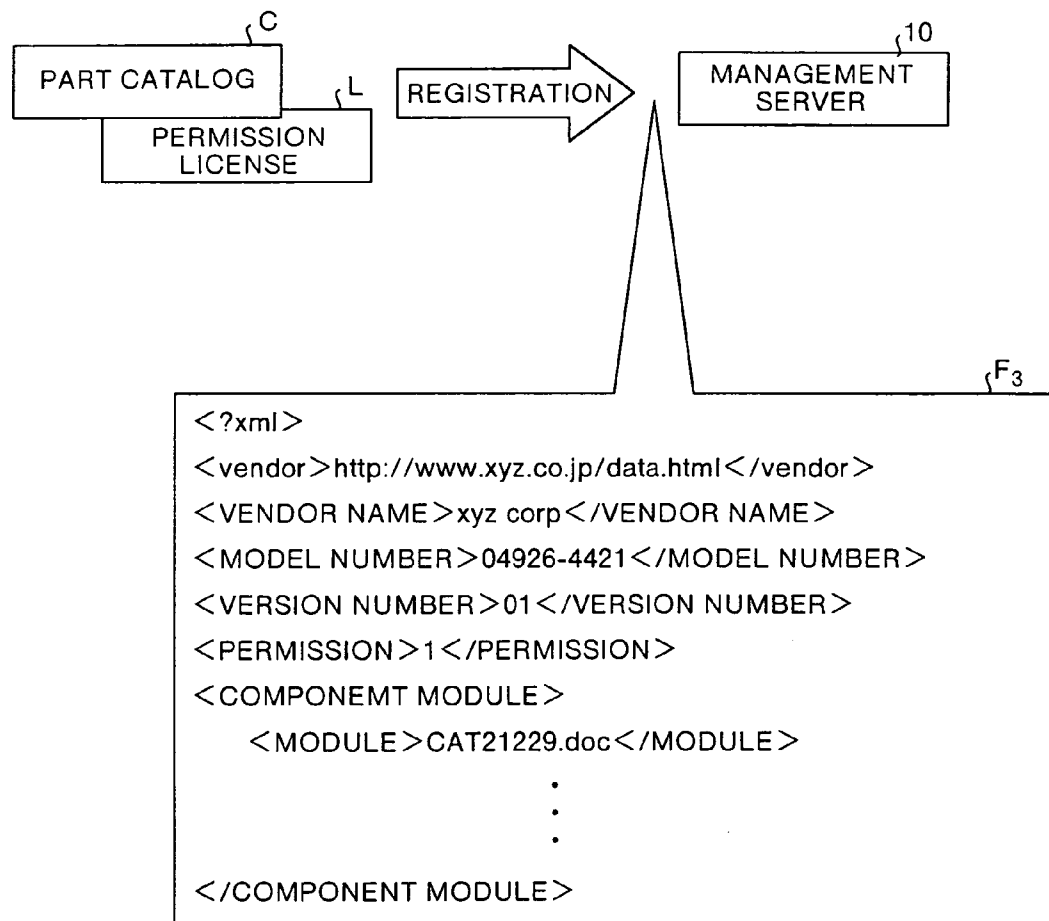 C
PART CATALOG
L
PERMISSION
LICENSE
REGISTRATION
10
MANAGEMENT
SERVER
F3
<?xml>
<vendor>http://www.xyz.co.jp/data.html</vendor>
<VENDOR NAME>xyz corp</VENDOR NAME>
<MODEL NUMBER>04926-4421</MODEL NUMBER>
<VERSION NUMBER>01</VERSION NUMBER>
<PERMISSION>1</PERMISSION>
<COMPONEMT MODULE>
<MODULE>CAT21229.doc</MODULE>
</COMPONENT MODULE>